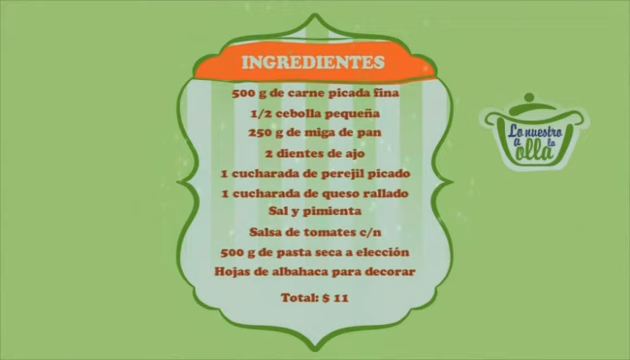 INGREDIENTES
500 g de carne picada fina
1/2 cebolla pequeña
250 g de miga de pan
2 dientes de ajo
1 cucharada de perejil picado
1 cucharada de queso rallado
Sal y pimienta
Salsa de tomates c/n
500 g de pasta seca a elección
Hojas de albahaca para decorar
Total: $ 11
Lo nuestro
a la
olla